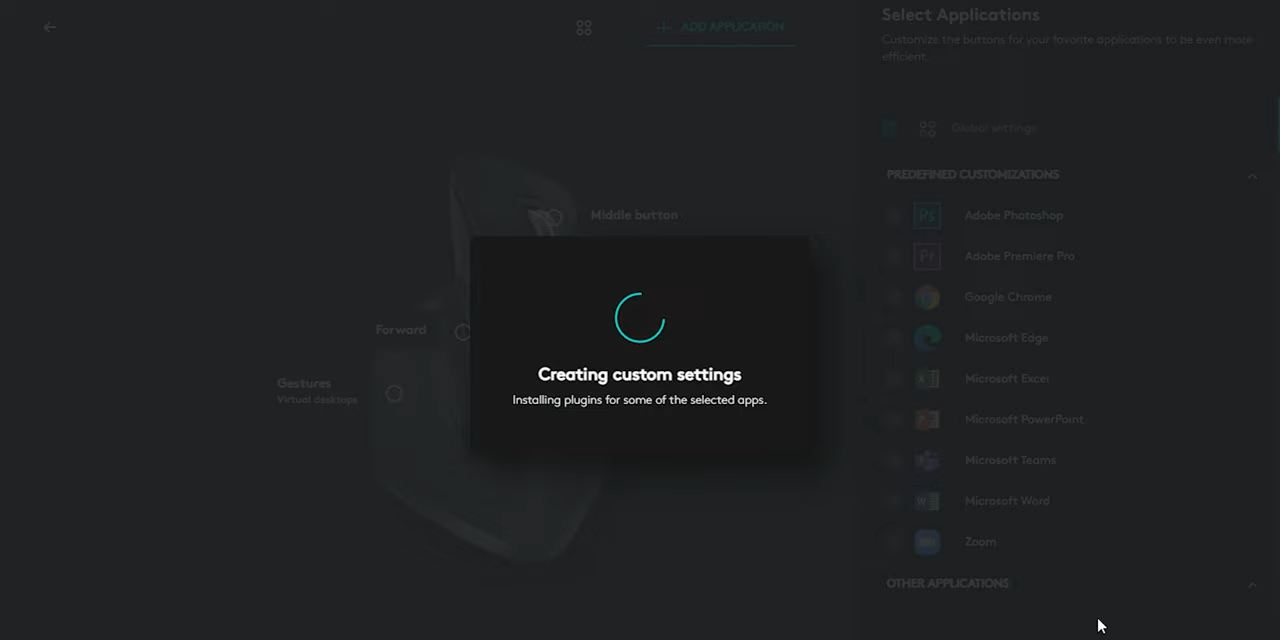 ADD APPLICATION
Select Applications
Customize the buttons for your favorite applications to be even more
efficient.
Global settings
PREDEFINED CUSTOMIZATIONS
Ps Adobe Photoshop
Pr Adobe Premiere Pro
Google Chrome
Microsoft Edge
Microsoft Excel
Microsoft PowerPoint
Microsoft Teams
Microsoft Word
Zoom
OTHER APPLICATIONS
Middle button
Forward
Gestures
Virtual desktops
Creating custom settings
Installing plugins for some of the selected apps.